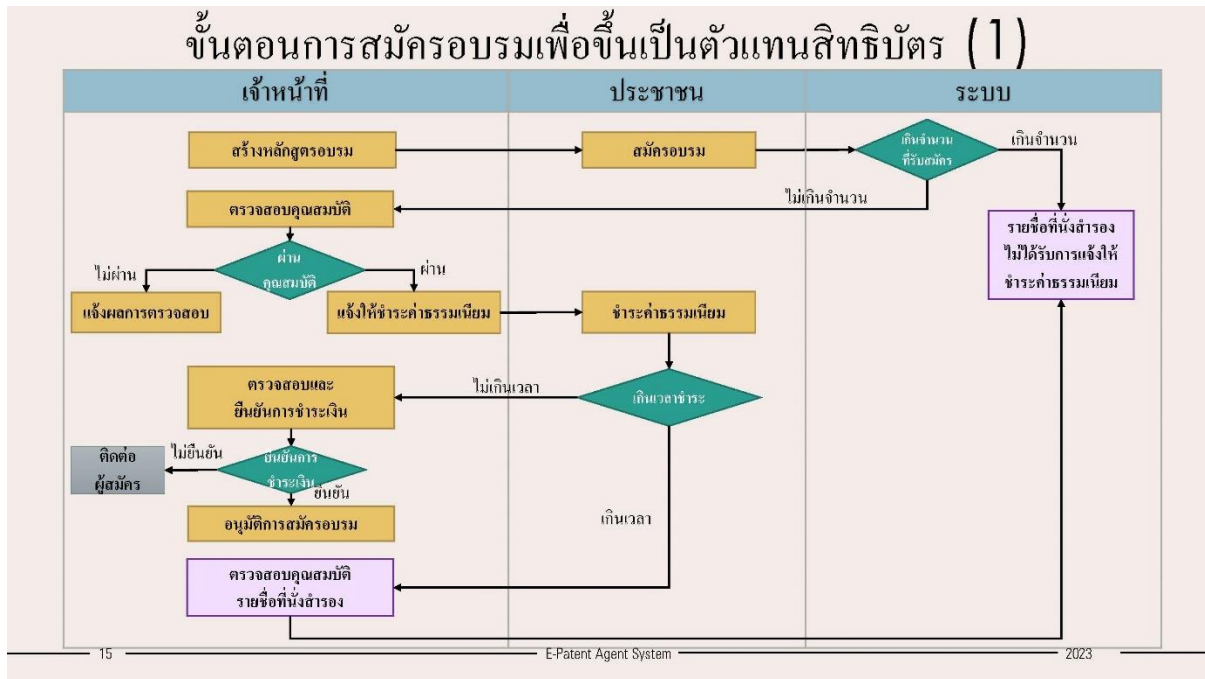 ขั้นตอนการสมัครอบรมเพื่อขึ้นเป็นตัวแทนสิทธิบัตร (1)
เจ้าหน้าที่
ประชาชน
ระบบ
สร้างหลักสูตรอบรม
สมัครอบรม
เกินจำนวน
ที่รับสมัคร
เกินจำนวน
ไม่เกินจำนวน
ตรวจสอบคุณสมบัติ
รายชื่อที่นั่งสำรอง
ไม่ได้รับการแจ้งให้
ชำระค่าธรรมเนียม
ผ่าน
คุณสมบัติ
ไม่ผ่าน
ผ่าน
แจ้งผลการตรวจสอบ
แจ้งให้ชำระค่าธรรมเนียม
ชำระค่าธรรมเนียม
ตรวจสอบและ
ยืนยันการชำระเงิน
ไม่เกินเวลา
เกินเวลาชำระ
ติดต่อ
ผู้สมัคร
ไม่ยืนยัน
ยืนยันการ
ชำระเงิน
ยืนยัน
อนุมัติการสมัครอบรม
เกินเวลา
ตรวจสอบคุณสมบัติ
รายชื่อที่นั่งสำรอง
15
E-Patent Agent System
2023